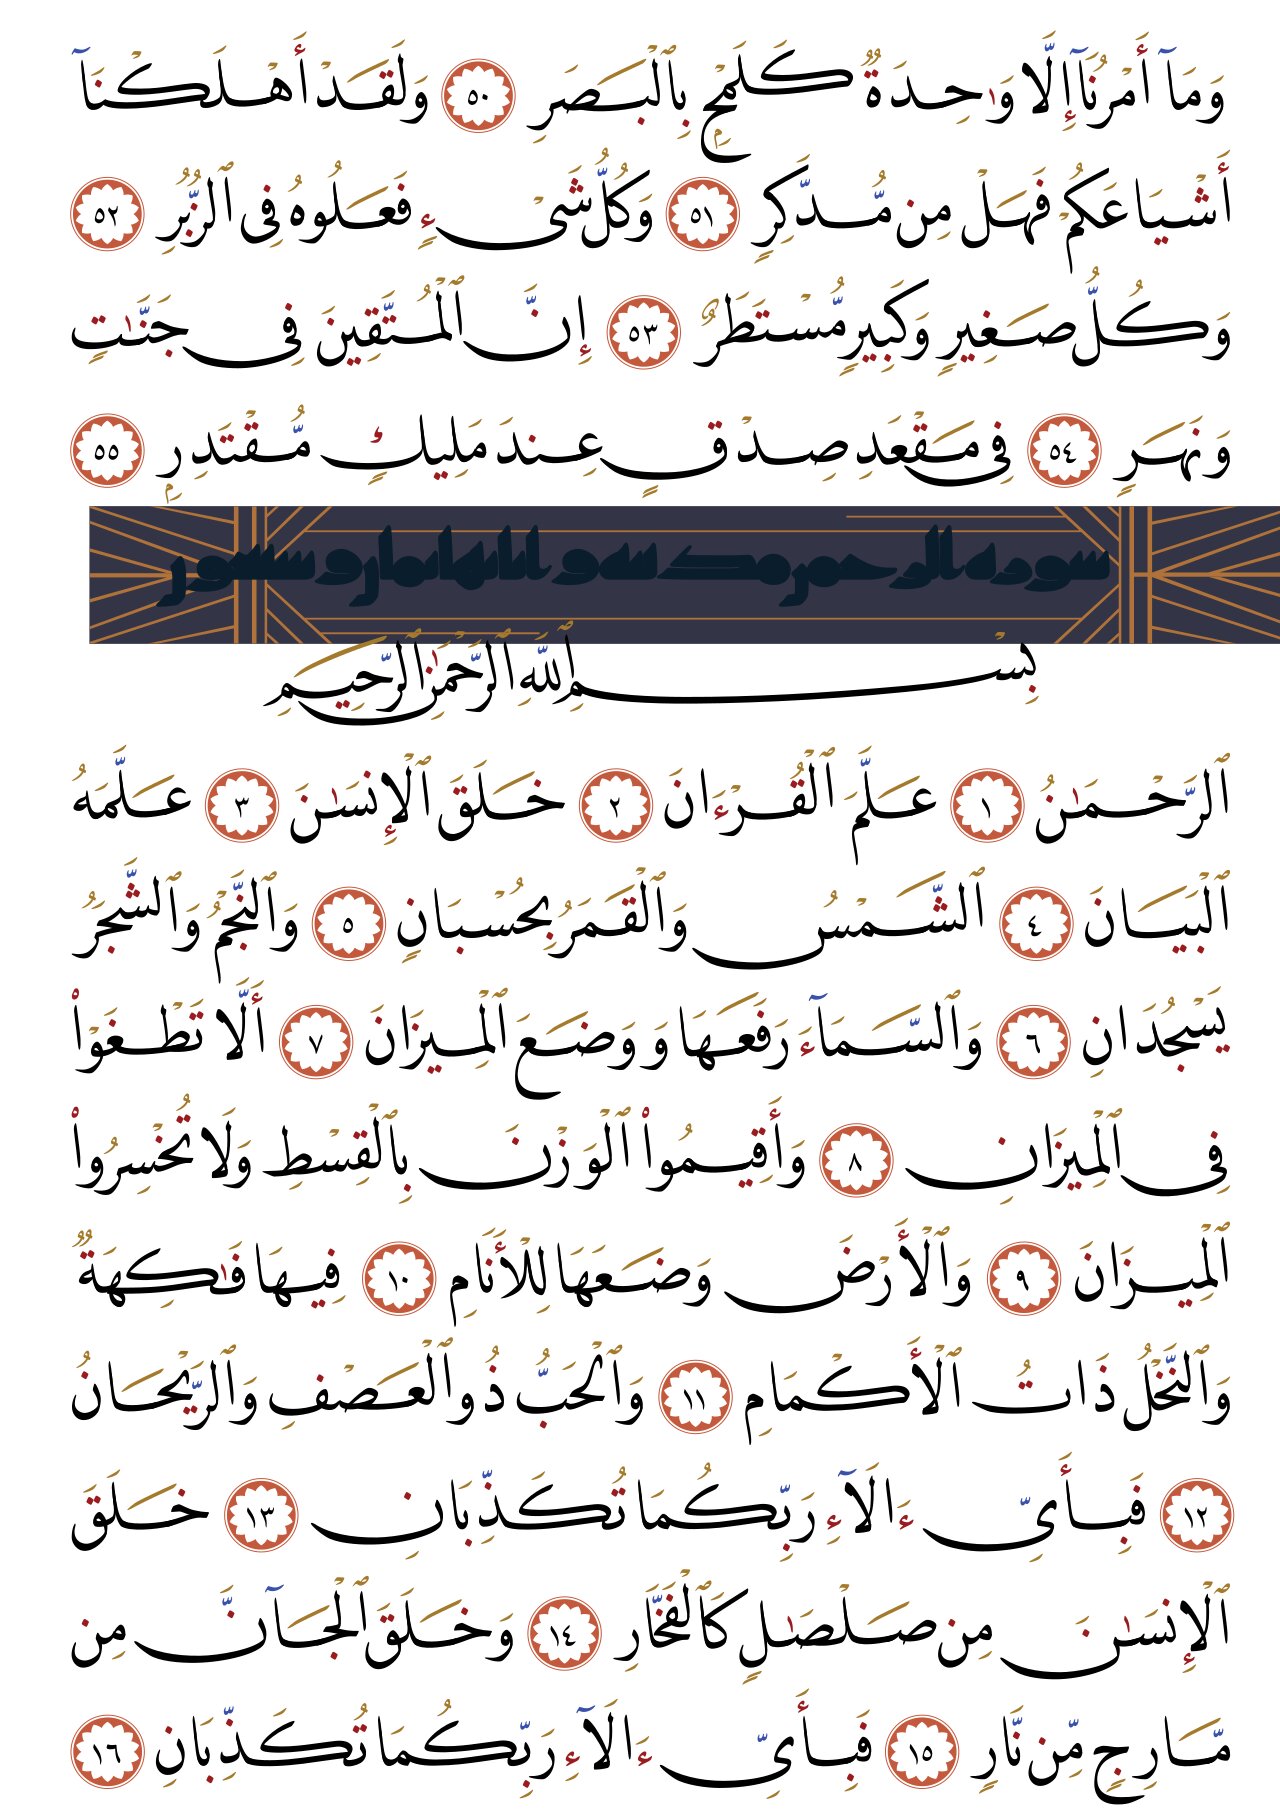 وَمَآ أَمْرُنَآ إِلَّا وَٰحِدَةٌ كَلَمْحٍۭ بِٱلْبَصَرِ ٥٠ وَلَقَدْ أَهْلَكْنَآ
أَشْيَاعَكُمْ فَهَلْ مِن مُّدَّكِرٍ ٥١ وَكُلُّ شَىْءٍ فَعَلُوهُ فِى ٱلزُّبُرِ ٥٢
وَكُلُّ صَغِيرٍ وَكَبِيرٍ مُّسْتَطَرٌ ٥٣ إِنَّ ٱلْمُتَّقِينَ فِى جَنَّٰتٍ
وَنَهَرٍ ٥٤ فِى مَقْعَدِ صِدْقٍ عِندَ مَلِيكٍ مُّقْتَدِرٍۭ ٥٥
بِسْمِ ٱللَّهِ ٱلرَّحْمَٰنِ ٱلرَّحِيمِ
ٱلرَّحْمَٰنُ ١ عَلَّمَ ٱلْقُرْءَانَ ٢ خَلَقَ ٱلْإِنسَٰنَ ٣ عَلَّمَهُ
ٱلْبَيَانَ ٤ ٱلشَّمْسُ وَٱلْقَمَرُ بِحُسْبَانٍ ٥ وَٱلنَّجْمُ وَٱلشَّجَرُ
يَسْجُدَانِ ٦ وَٱلسَّمَآءَ رَفَعَهَا وَوَضَعَ ٱلْمِيزَانَ ٧ أَلَّا تَطْغَوْا۟
فِى ٱلْمِيزَانِ ٨ وَأَقِيمُوا۟ ٱلْوَزْنَ بِٱلْقِسْطِ وَلَا تُخْسِرُوا۟
ٱلْمِيزَانَ ٩ وَٱلْأَرْضَ وَضَعَهَا لِلْأَنَامِ ١٠ فِيهَا فَٰكِهَةٌ
وَٱلنَّخْلُ ذَاتُ ٱلْأَكْمَامِ ١١ وَٱلْحَبُّ ذُو ٱلْعَصْفِ وَٱلرَّيْحَانُ
١٢ فَبِأَىِّ ءَالَآءِ رَبِّكُمَا تُكَذِّبَانِ ١٣ خَلَقَ
ٱلْإِنسَٰنَ مِن صَلْصَٰلٍ كَٱلْفَخَّارِ ١٤ وَخَلَقَ ٱلْجَآنَّ مِن
مَّارِجٍ مِّن نَّارٍ ١٥ فَبِأَىِّ ءَالَآءِ رَبِّكُمَا تُكَذِّبَانِ ١٦